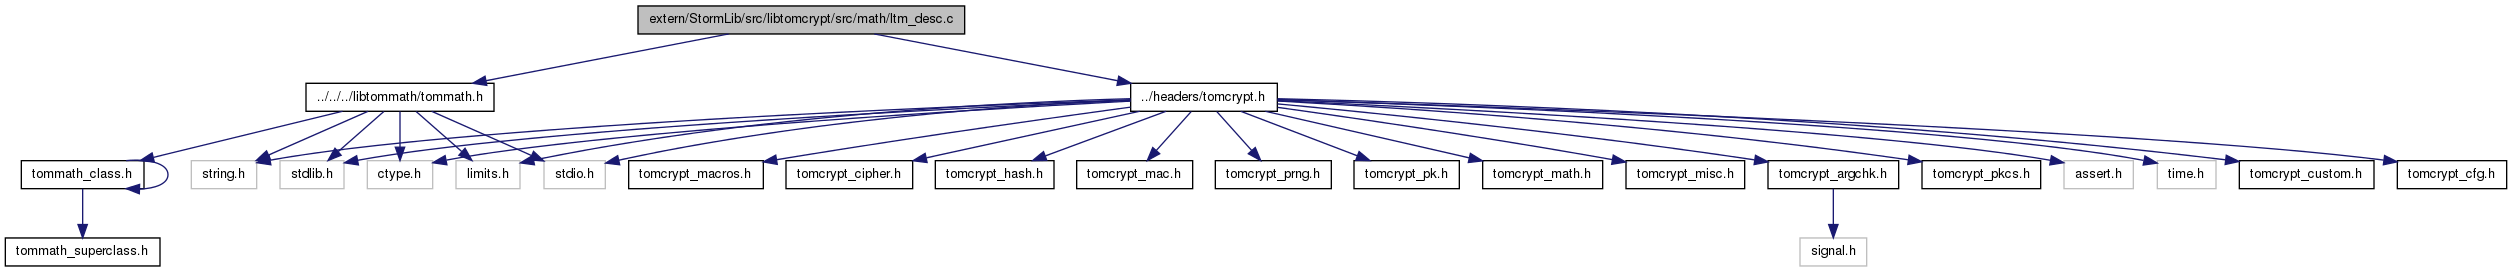 extern/StormLib/src/libtomcrypt/src/math/ltm_desc.c
../../../libtommath/tommath.h
../headers/tomcrypt.h
tommath_class.h
string.h
stdlib.h
ctype.h
limits.h
stdio.h
tomcrypt_macros.h
tomcrypt_cipher.h
tomcrypt_hash.h
tomcrypt_mac.h
tomcrypt_prng.h
tomcrypt_pk.h
tomcrypt_math.h
tomcrypt_misc.h
tomcrypt_argchk.h
tomcrypt_pkcs.h
assert.h
time.h
tomcrypt_custom.h
tomcrypt_cfg.h
tommath_superclass.h
signal.h